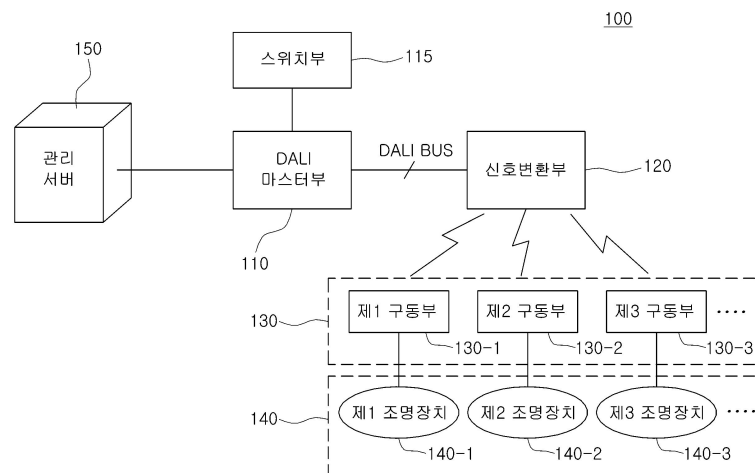 100
150
스위치부
115
관리
서버
DALI
마스터부
110
DALI BUS
신호변환부
120
130
제1 구동부
제2 구동부
제3 구동부
....
130-1
130-2
130-3
140
제1 조명장치
제2 조명장치
제3 조명장치
....
140-1
140-2
140-3